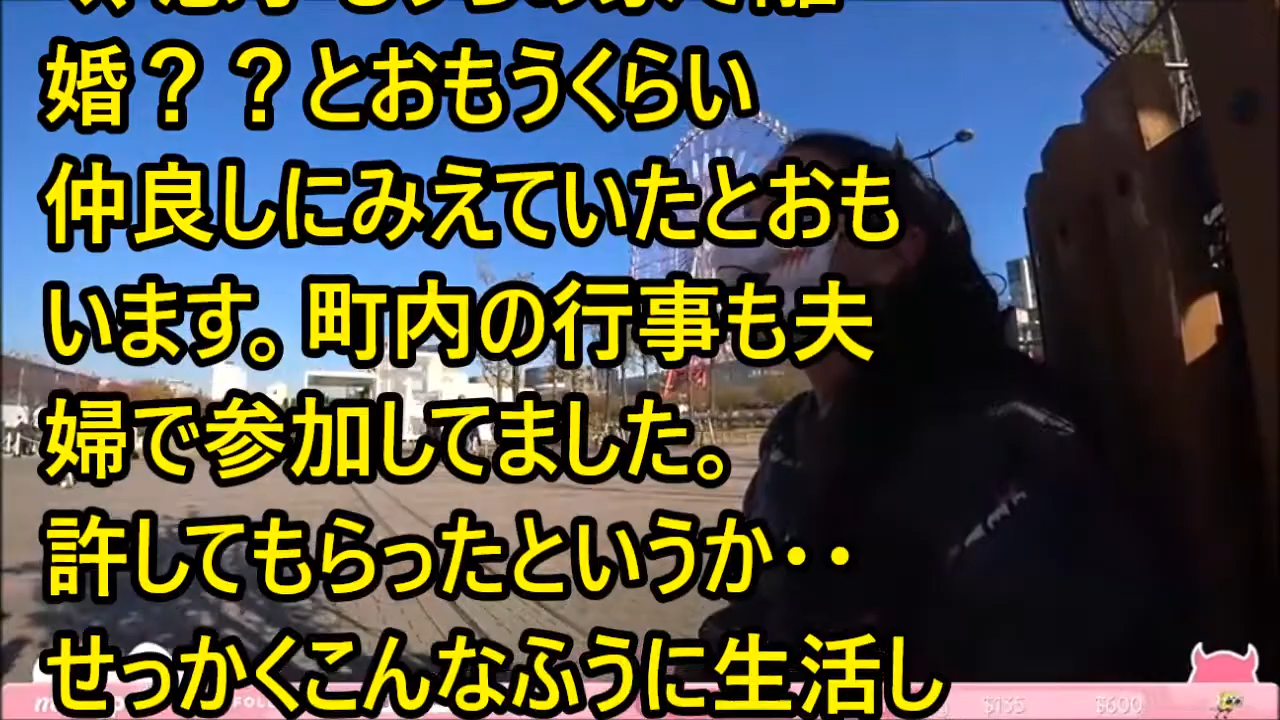 婚？？とおもうくらい
仲良しにみえていたとおも
います。町内の行事も夫
婦で参加してました。
許してもらったというか・・
せっかくこんなふうに生活し
$135
$600